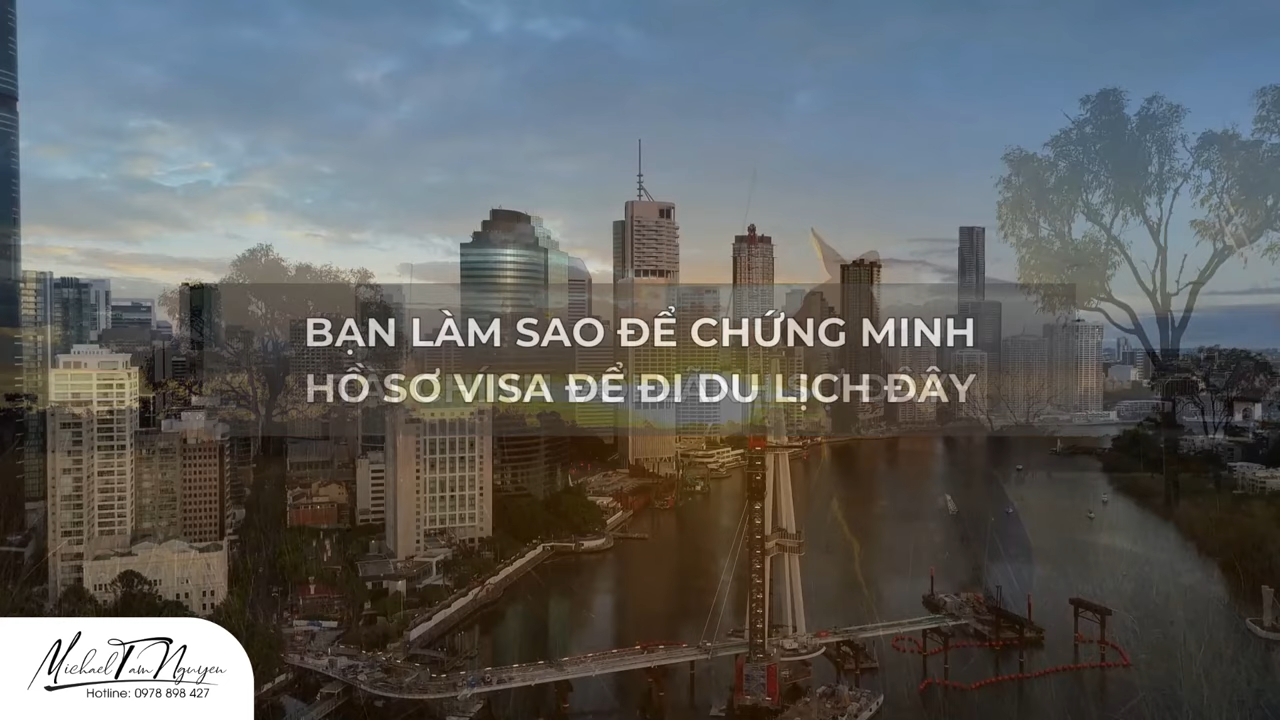 BẠN LÀM SAO ĐỂ CHỨNG MINH
HỒ SƠ VÍSA ĐỂ ĐI DU LỊCH ĐÂY
Michael Tam Nguyen
Hotline: 0978 898 427